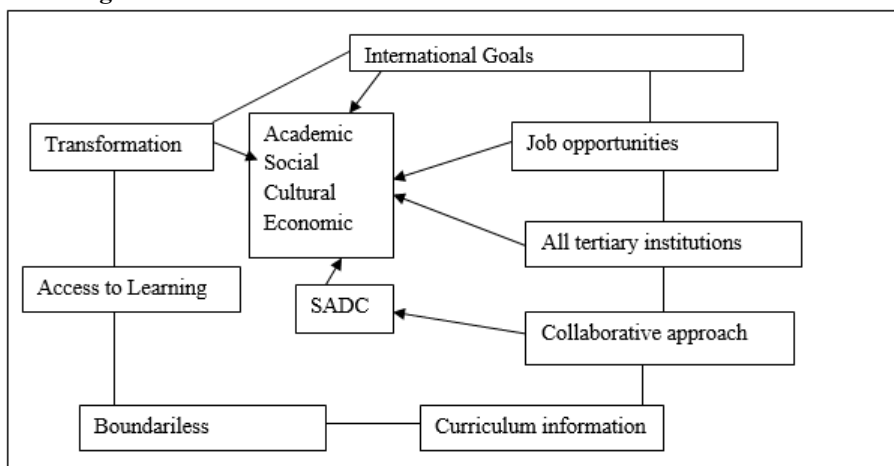 International Goals
Academic
Social
Cultural
Economic
Transformation
Job opportunities
All tertiary institutions
Access to Learning
SADC
Collaborative approach
Boundariless
Curriculum information